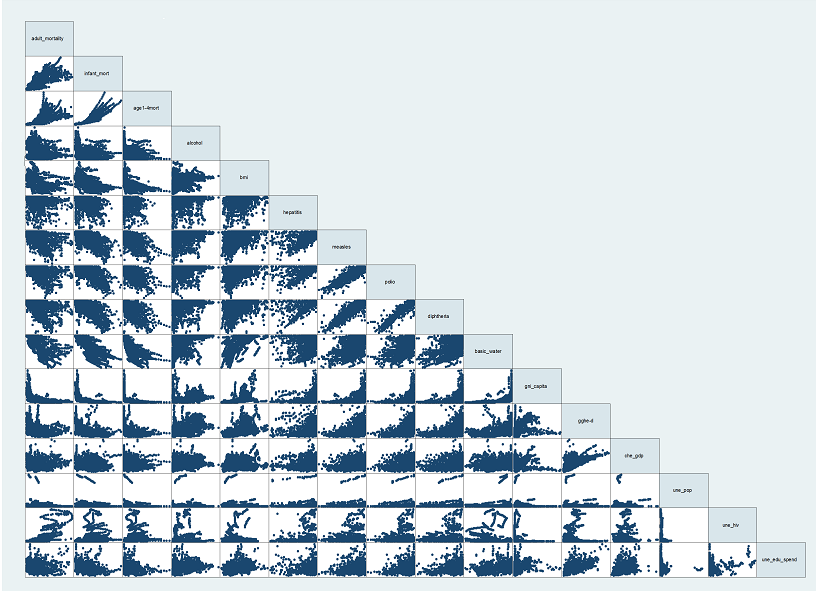 adult_mortality
infant_mort
age1-4mort
alcohol
bmi
hepatitis
measles
polio
diphtheria
basic_water
gni_capita
gghe-d
che_gdp
une_pop
une_hiv
une_edu_spend